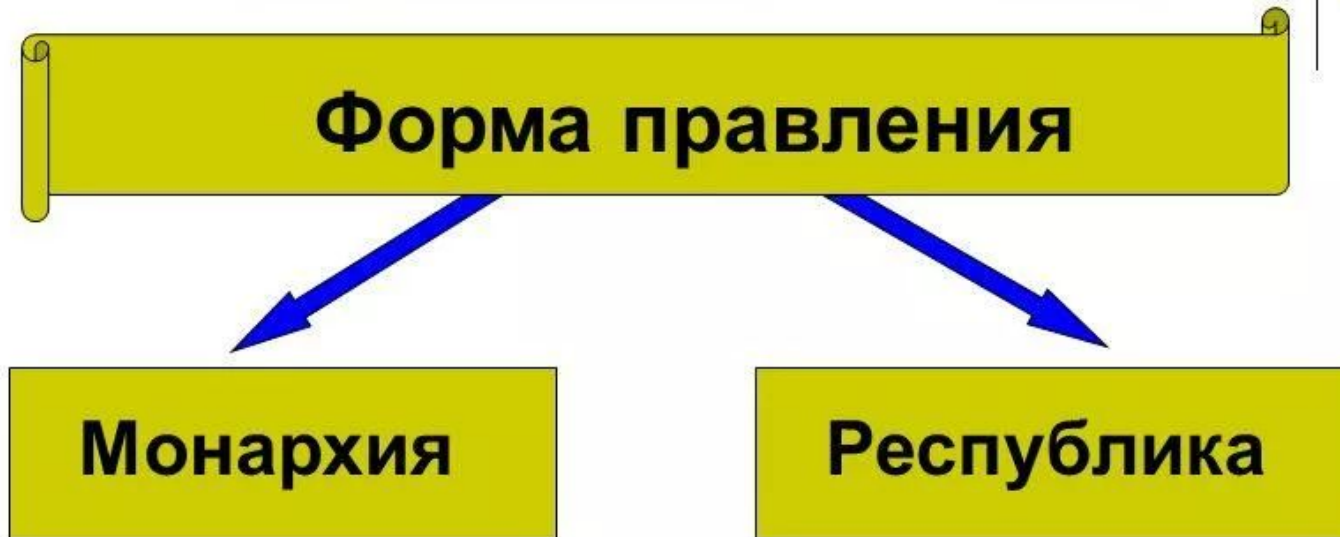 Форма правления
Монархия
Республика